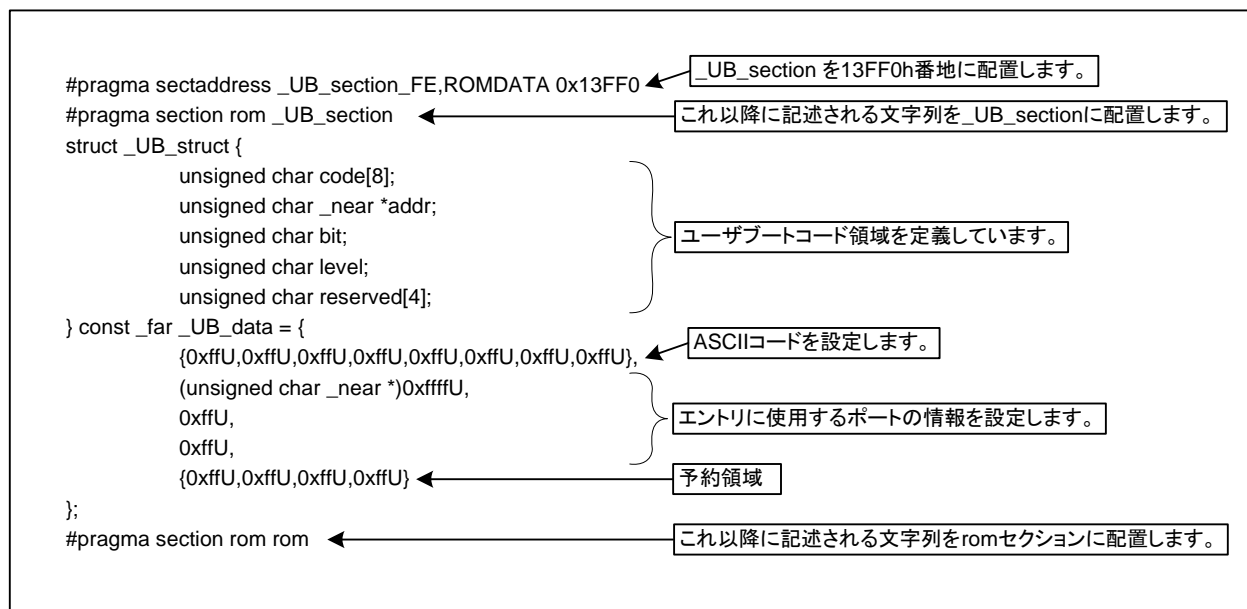 #pragma sectaddress _UB_section_FE,ROMDATA 0x13FF0
_UB_section を13FF0h番地に配置します。
#pragma section rom _UB_section
これ以降に記述される文字列を_UB_sectionに配置します。
struct _UB_struct {
unsigned char code[8];
unsigned char _near *addr;
unsigned char bit;
unsigned char level;
unsigned char reserved[4];
ユーザブートコード領域を定義しています。
} const _far _UB_data = {
{0xffU,0xffU,0xffU,0xffU,0xffU,0xffU,0xffU,0xffU},
ASCIIコードを設定します。
(unsigned char _near *)0xffffU,
0xffU,
0xffU,
エントリに使用するポートの情報を設定します。
{0xffU,0xffU,0xffU,0xffU}
予約領域
};
#pragma section rom rom
これ以降に記述される文字列をromセクションに配置します。